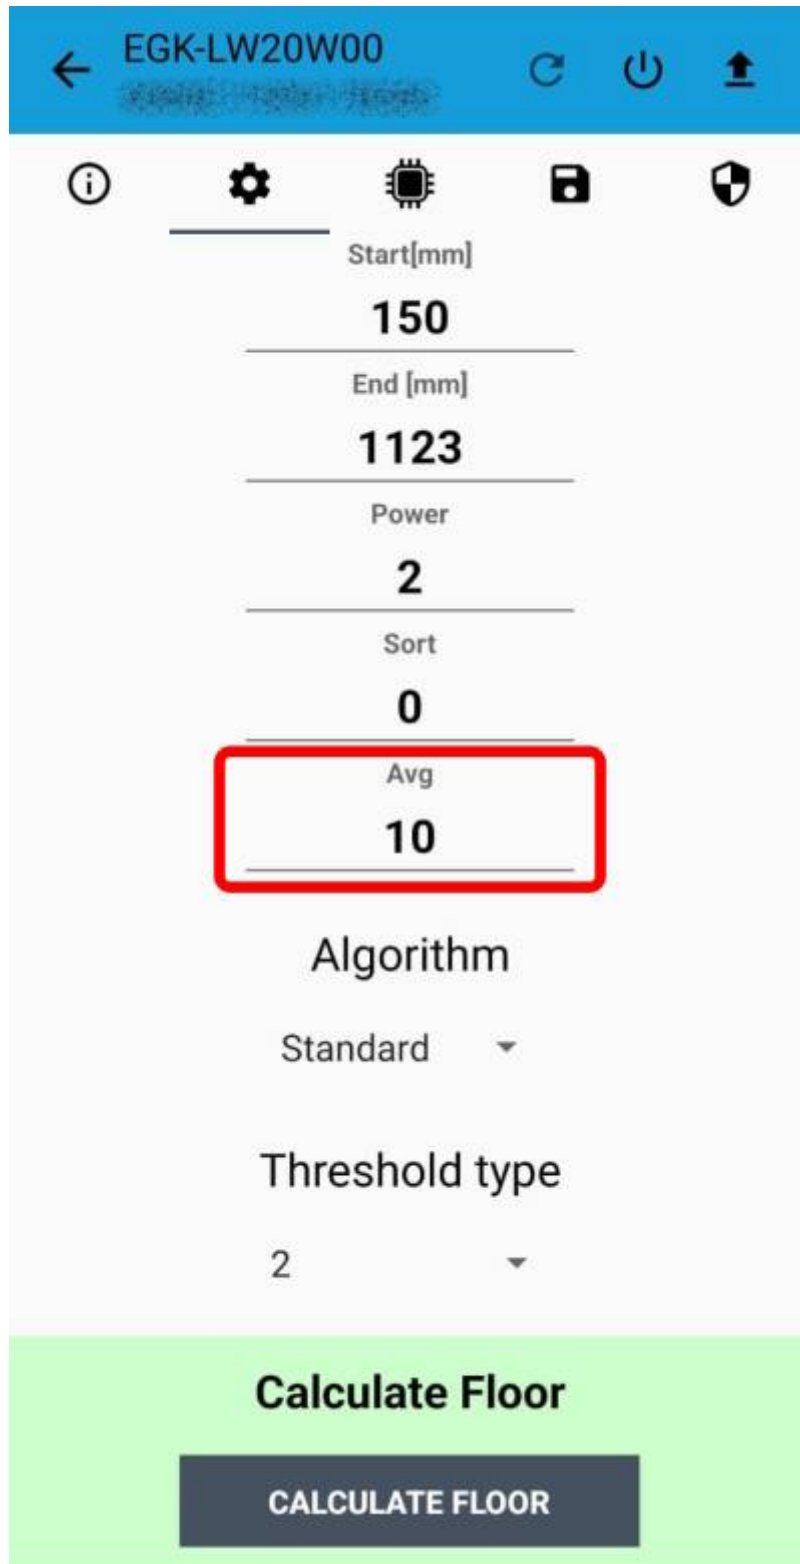 EGK-LW20W00
Start[mm]
150
End [mm]
1123
Power
2
Sort
0
Avg
10
Algorithm
Standard
Threshold type
2
Calculate Floor
CALCULATE FLOOR